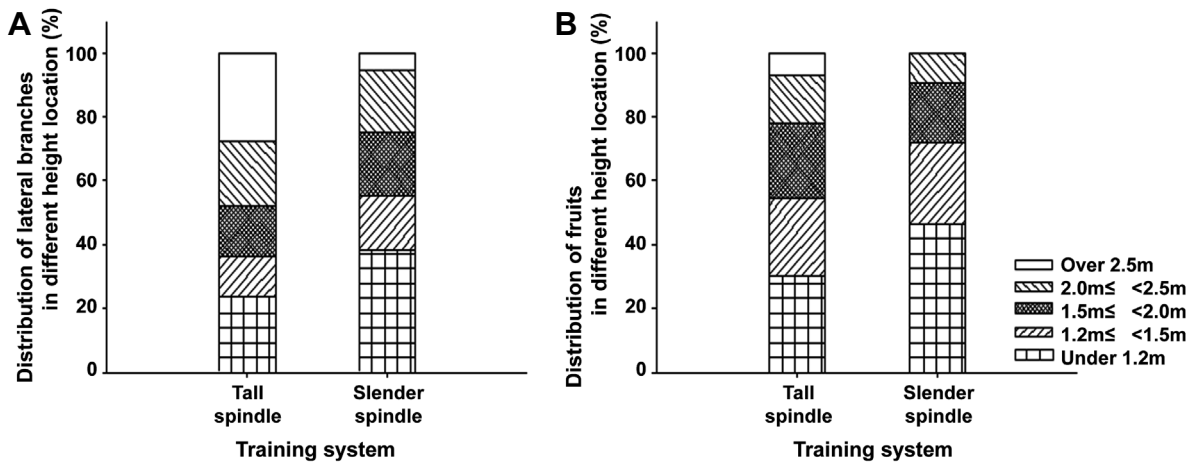 A
Distribution of lateral branches
in different height location (%)
100
80
60
40
20
0
Tall
spindle
Slender
spindle
Training system
B
Distribution of fruits
in different height location (%)
100
80
60
40
20
0
Tall
spindle
Slender
spindle
Training system
Over 2.5m
2.0m≤ <2.5m
1.5m≤ <2.0m
1.2m≤ <1.5m
Under 1.2m